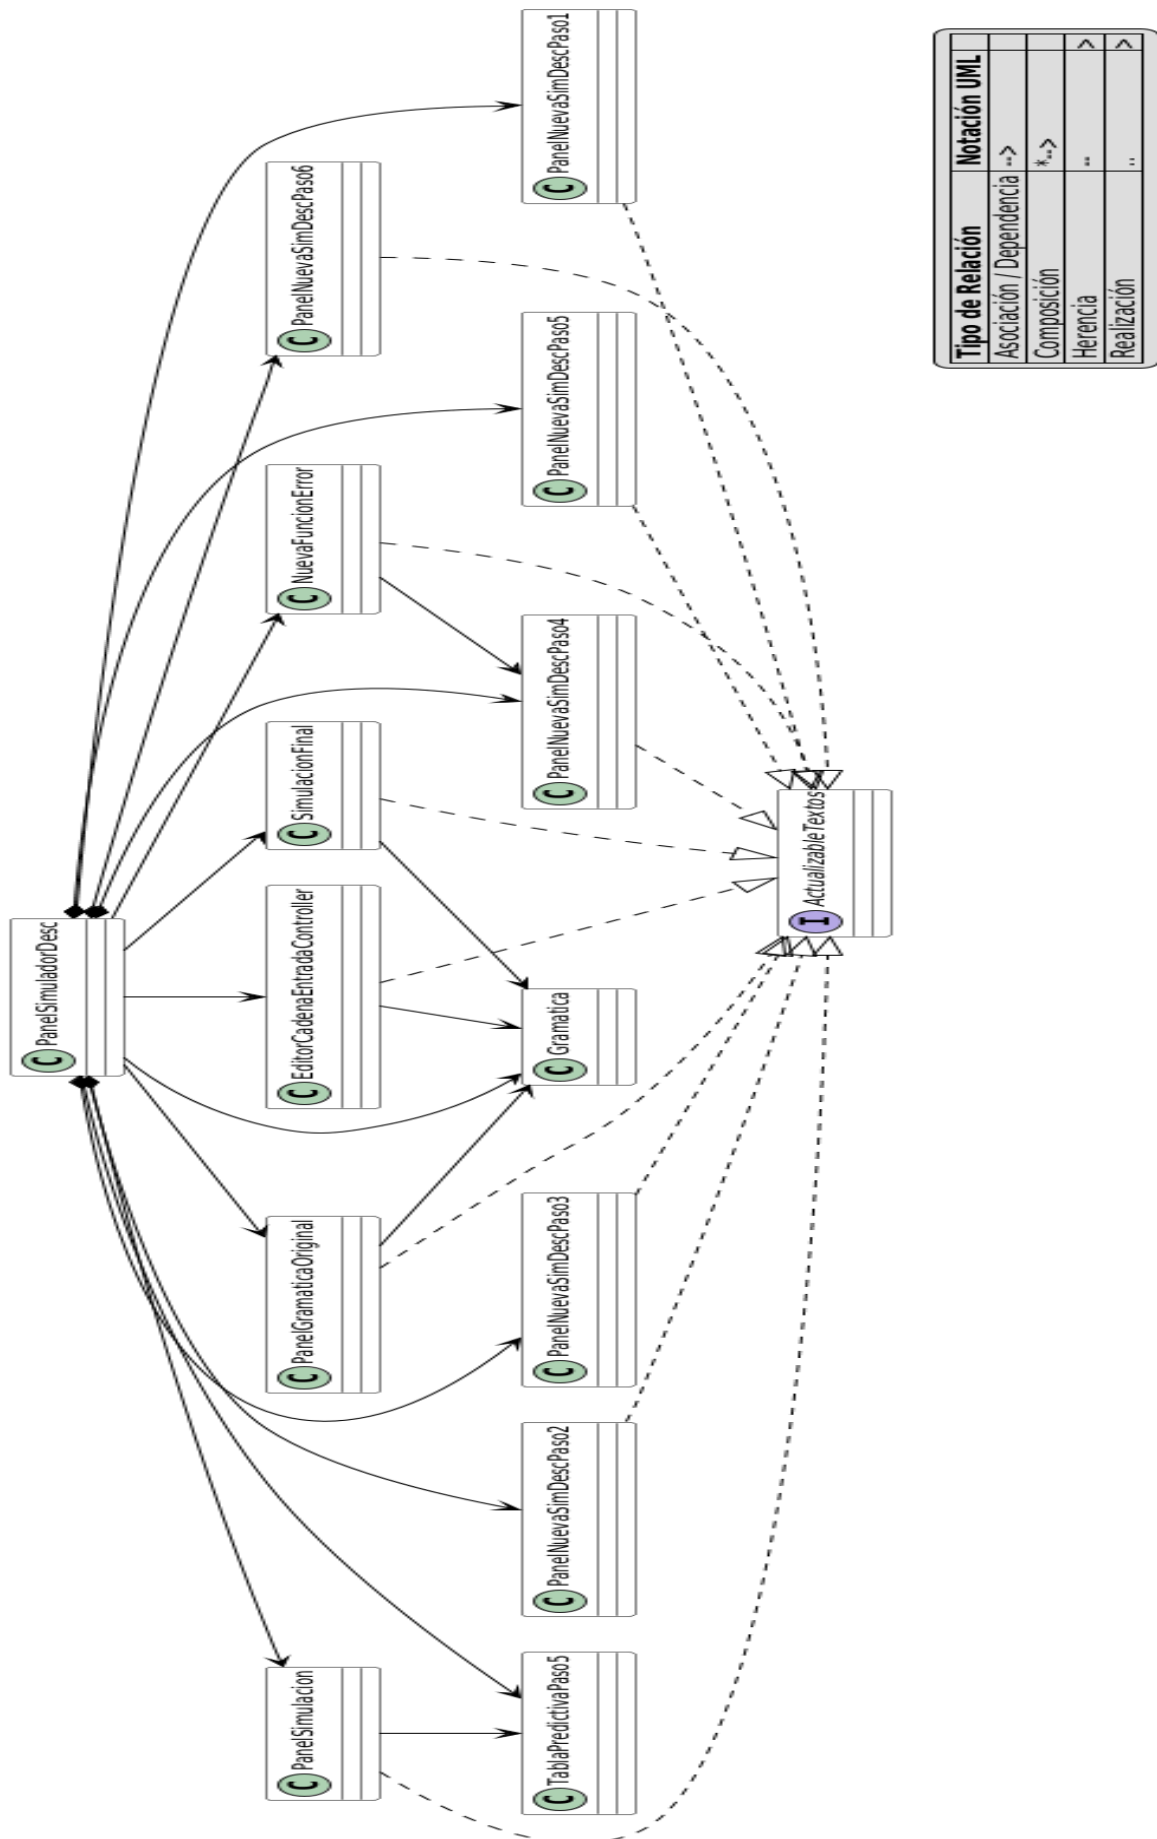 C PanelSimuladorDesc
C PanelSimulacion
C PanelGramaticaOriginal
C EditorCadenaEntradaController
C SimulacionFinal
C NuevaFuncionError
C PanelNuevaSimDescPaso6
C TablaPredictivaPaso5
C PanelNuevaSimDescPaso2
C PanelNuevaSimDescPaso3
C Gramatica
C PanelNuevaSimDescPaso4
C PanelNuevaSimDescPaso5
C PanelNuevaSimDescPaso1
I ActualizableTextos
Tipo de Relación Notación UML
Asociación / Dependencia -->
Composición *-->
Herencia -- >
Realización .. >